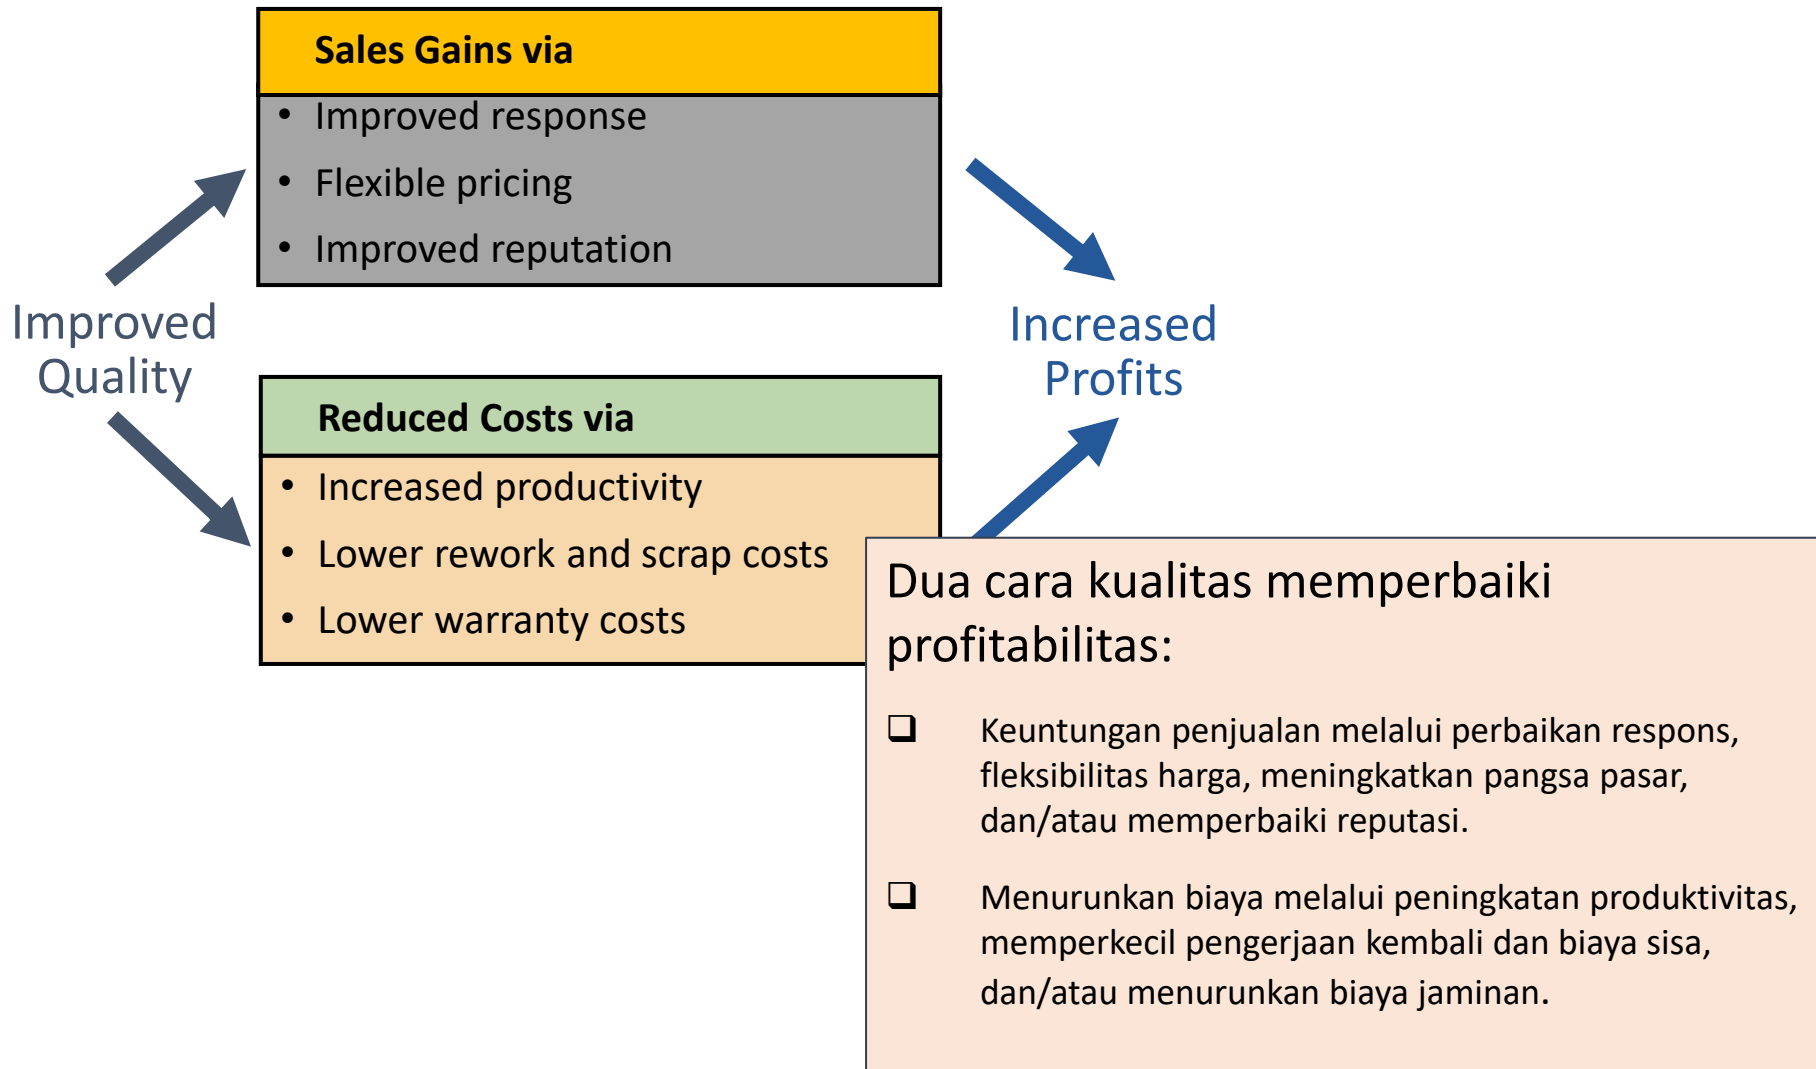 Sales Gains via
• Improved response
• Flexible pricing
• Improved reputation
Improved
Quality
Increased
Profits
Reduced Costs via
• Increased productivity
• Lower rework and scrap costs
• Lower warranty costs
Dua cara kualitas memperbaiki
profitabilitas:
❑ Keuntungan penjualan melalui perbaikan respons,
fleksibilitas harga, meningkatkan pangsa pasar,
dan/atau memperbaiki reputasi.
❑ Menurunkan biaya melalui peningkatan produktivitas,
memperkecil pengerjaan kembali dan biaya sisa,
dan/atau menurunkan biaya jaminan.